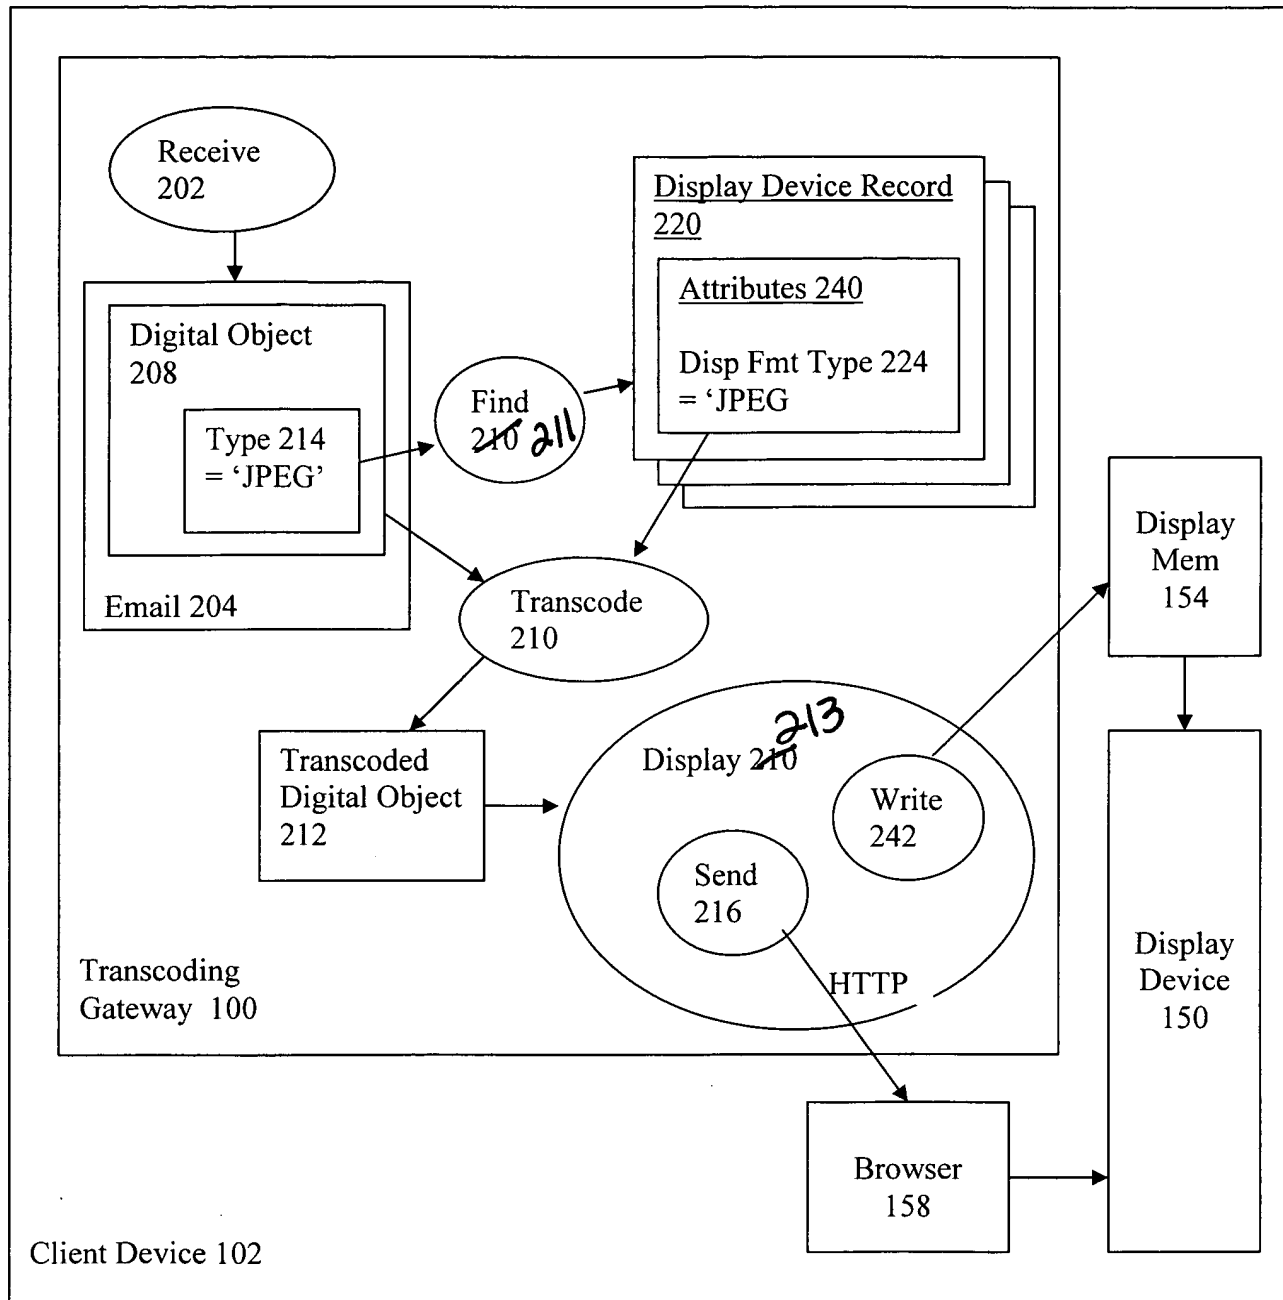 Receive
202
Display Device Record
220
Attributes 240
Disp Fmt Type 224
= ‘JPEG
Digital Object
208
Type 214
= ‘JPEG’
Email 204
Find
210 211
Transcode
210
Transcoded
Digital Object
212
213
Display 210
Write
242
Send
216
HTTP
Transcoding
Gateway 100
Display
Mem
154
Display
Device
150
Browser
158
Client Device 102